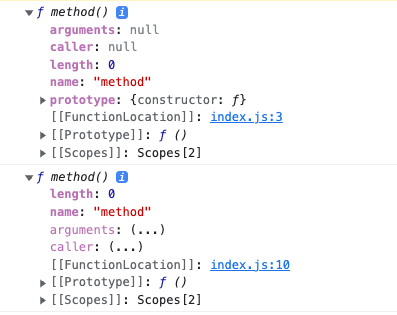 ƒ method() i
arguments: null
caller: null
length: 0
name: "method"
prototype: {constructor: ƒ}
[[FunctionLocation]]: index.js:3
[[Prototype]]: ƒ ()
[[Scopes]]: Scopes[2]
ƒ method() i
length: 0
name: "method"
arguments: (...)
caller: (...)
[[FunctionLocation]]: index.js:10
[[Prototype]]: ƒ ()
[[Scopes]]: Scopes[2]